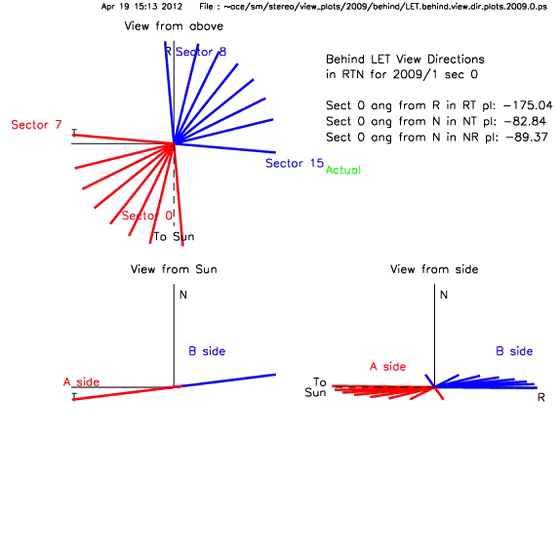 Apr 19 15:13 2012 File : ~oce/sm/stereo/view_plots/2009/behind/LET.behind.view.dir.plots.2009.0.ps
View from above
R
Sector 8
Behind LET View Directions
in RTN for 2009/1 sec 0
Sect 0 ang from R in RT pl: −175.04
Sect 0 ang from N in NT pl: −82.84
Sect 0 ang from N in NR pl: −89.37
Sector 7
T
Sector 15
Actual
Sector 0
To Sun
View from Sun
View from side
N
N
B side
A side
T
A side
B side
To
Sun
R